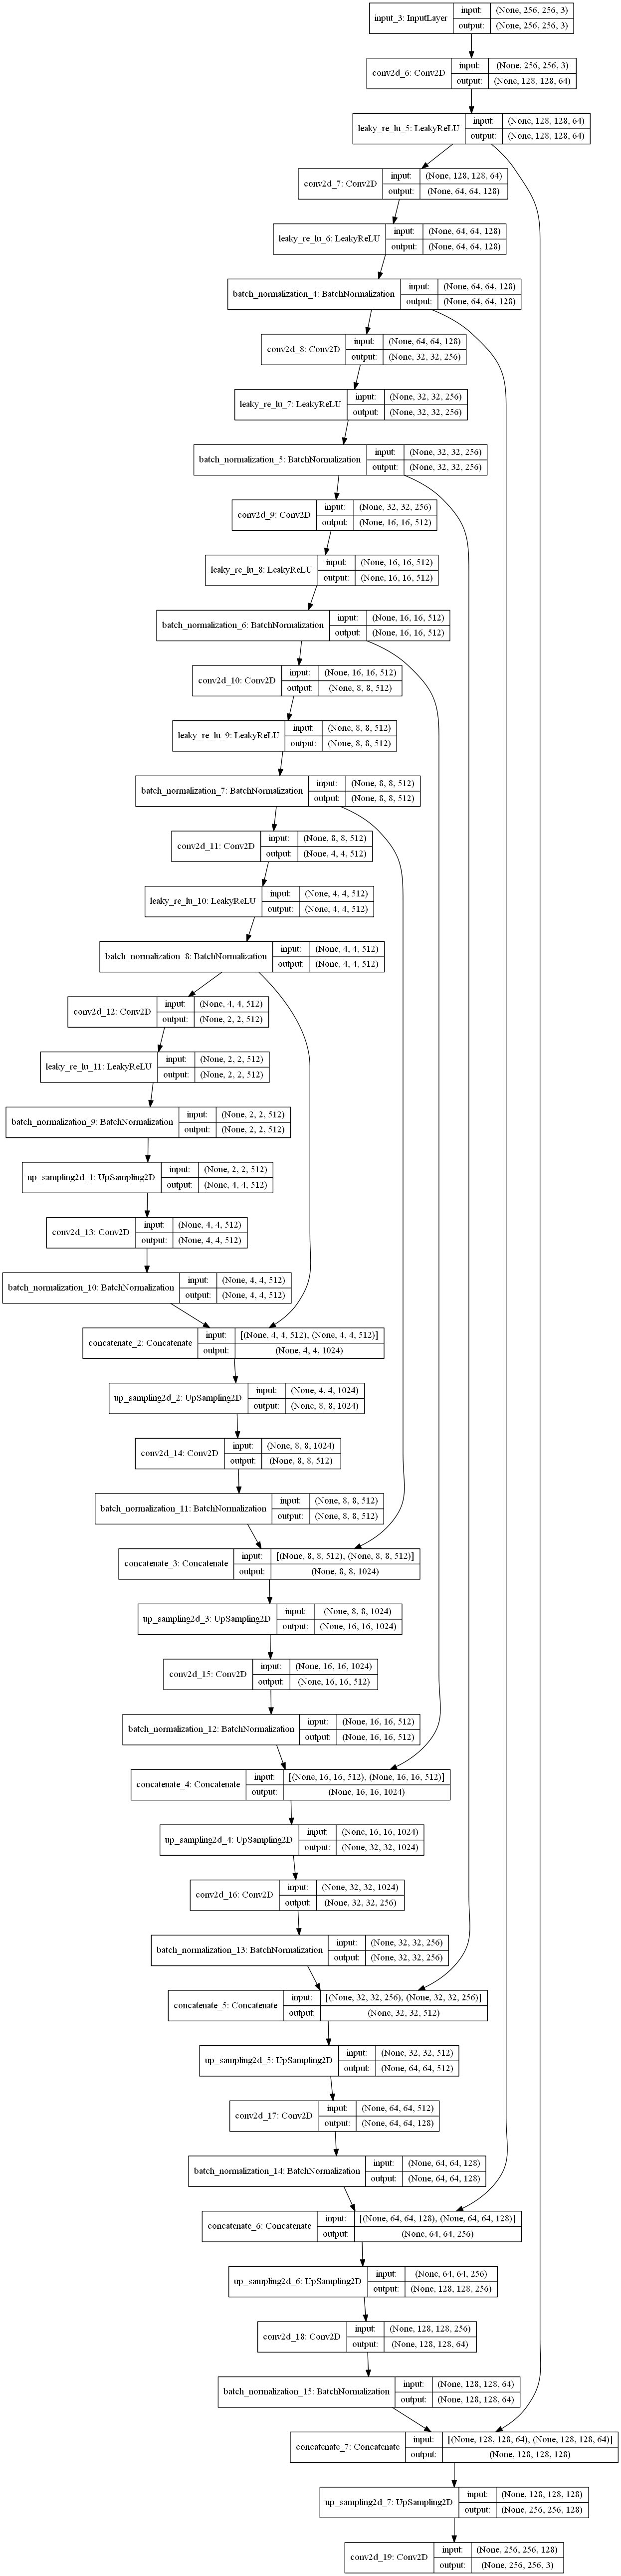 input_3: InputLayer
input: (None, 256, 256, 3)
output: (None, 256, 256, 3)
conv2d_6: Conv2D
input: (None, 256, 256, 3)
output: (None, 128, 128, 64)
leaky_re_lu_5: LeakyReLU
input: (None, 128, 128, 64)
output: (None, 128, 128, 64)
conv2d_7: Conv2D
input: (None, 128, 128, 64)
output: (None, 64, 64, 128)
leaky_re_lu_6: LeakyReLU
input: (None, 64, 64, 128)
output: (None, 64, 64, 128)
batch_normalization_4: BatchNormalization
input: (None, 64, 64, 128)
output: (None, 64, 64, 128)
conv2d_8: Conv2D
input: (None, 64, 64, 128)
output: (None, 32, 32, 256)
leaky_re_lu_7: LeakyReLU
input: (None, 32, 32, 256)
output: (None, 32, 32, 256)
batch_normalization_5: BatchNormalization
input: (None, 32, 32, 256)
output: (None, 32, 32, 256)
conv2d_9: Conv2D
input: (None, 32, 32, 256)
output: (None, 16, 16, 512)
leaky_re_lu_8: LeakyReLU
input: (None, 16, 16, 512)
output: (None, 16, 16, 512)
batch_normalization_6: BatchNormalization
input: (None, 16, 16, 512)
output: (None, 16, 16, 512)
conv2d_10: Conv2D
input: (None, 16, 16, 512)
output: (None, 8, 8, 512)
leaky_re_lu_9: LeakyReLU
input: (None, 8, 8, 512)
output: (None, 8, 8, 512)
batch_normalization_7: BatchNormalization
input: (None, 8, 8, 512)
output: (None, 8, 8, 512)
conv2d_11: Conv2D
input: (None, 8, 8, 512)
output: (None, 4, 4, 512)
leaky_re_lu_10: LeakyReLU
input: (None, 4, 4, 512)
output: (None, 4, 4, 512)
batch_normalization_8: BatchNormalization
input: (None, 4, 4, 512)
output: (None, 4, 4, 512)
conv2d_12: Conv2D
input: (None, 4, 4, 512)
output: (None, 2, 2, 512)
leaky_re_lu_11: LeakyReLU
input: (None, 2, 2, 512)
output: (None, 2, 2, 512)
batch_normalization_9: BatchNormalization
input: (None, 2, 2, 512)
output: (None, 2, 2, 512)
up_sampling2d_1: UpSampling2D
input: (None, 2, 2, 512)
output: (None, 4, 4, 512)
conv2d_13: Conv2D
input: (None, 4, 4, 512)
output: (None, 4, 4, 512)
batch_normalization_10: BatchNormalization
input: (None, 4, 4, 512)
output: (None, 4, 4, 512)
concatenate_2: Concatenate
input: [(None, 4, 4, 512), (None, 4, 4, 512)]
output: (None, 4, 4, 1024)
up_sampling2d_2: UpSampling2D
input: (None, 4, 4, 1024)
output: (None, 8, 8, 1024)
conv2d_14: Conv2D
input: (None, 8, 8, 1024)
output: (None, 8, 8, 512)
batch_normalization_11: BatchNormalization
input: (None, 8, 8, 512)
output: (None, 8, 8, 512)
concatenate_3: Concatenate
input: [(None, 8, 8, 512), (None, 8, 8, 512)]
output: (None, 8, 8, 1024)
up_sampling2d_3: UpSampling2D
input: (None, 8, 8, 1024)
output: (None, 16, 16, 1024)
conv2d_15: Conv2D
input: (None, 16, 16, 1024)
output: (None, 16, 16, 512)
batch_normalization_12: BatchNormalization
input: (None, 16, 16, 512)
output: (None, 16, 16, 512)
concatenate_4: Concatenate
input: [(None, 16, 16, 512), (None, 16, 16, 512)]
output: (None, 16, 16, 1024)
up_sampling2d_4: UpSampling2D
input: (None, 16, 16, 1024)
output: (None, 32, 32, 1024)
conv2d_16: Conv2D
input: (None, 32, 32, 1024)
output: (None, 32, 32, 256)
batch_normalization_13: BatchNormalization
input: (None, 32, 32, 256)
output: (None, 32, 32, 256)
concatenate_5: Concatenate
input: [(None, 32, 32, 256), (None, 32, 32, 256)]
output: (None, 32, 32, 512)
up_sampling2d_5: UpSampling2D
input: (None, 32, 32, 512)
output: (None, 64, 64, 512)
conv2d_17: Conv2D
input: (None, 64, 64, 512)
output: (None, 64, 64, 128)
batch_normalization_14: BatchNormalization
input: (None, 64, 64, 128)
output: (None, 64, 64, 128)
concatenate_6: Concatenate
input: [(None, 64, 64, 128), (None, 64, 64, 128)]
output: (None, 64, 64, 256)
up_sampling2d_6: UpSampling2D
input: (None, 64, 64, 256)
output: (None, 128, 128, 256)
conv2d_18: Conv2D
input: (None, 128, 128, 256)
output: (None, 128, 128, 64)
batch_normalization_15: BatchNormalization
input: (None, 128, 128, 64)
output: (None, 128, 128, 64)
concatenate_7: Concatenate
input: [(None, 128, 128, 64), (None, 128, 128, 64)]
output: (None, 128, 128, 128)
up_sampling2d_7: UpSampling2D
input: (None, 128, 128, 128)
output: (None, 256, 256, 128)
conv2d_19: Conv2D
input: (None, 256, 256, 128)
output: (None, 256, 256, 3)